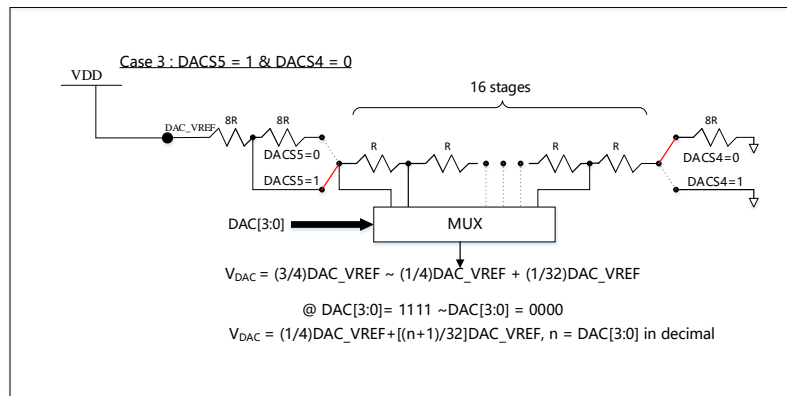 Case 3 : DACS5 = 1 & DACS4 = 0
VDD
16 stages
DAC_VREF
8R
8R
DACS5=0
DACS5=1
R
R
R
R
8R
DACS4=0
DACS4=1
DAC[3:0]
MUX
VDAC = (3/4)DAC_VREF ~ (1/4)DAC_VREF + (1/32)DAC_VREF
@ DAC[3:0]= 1111 ~DAC[3:0] = 0000
VDAC = (1/4)DAC_VREF+[(n+1)/32]DAC_VREF, n = DAC[3:0] in decimal